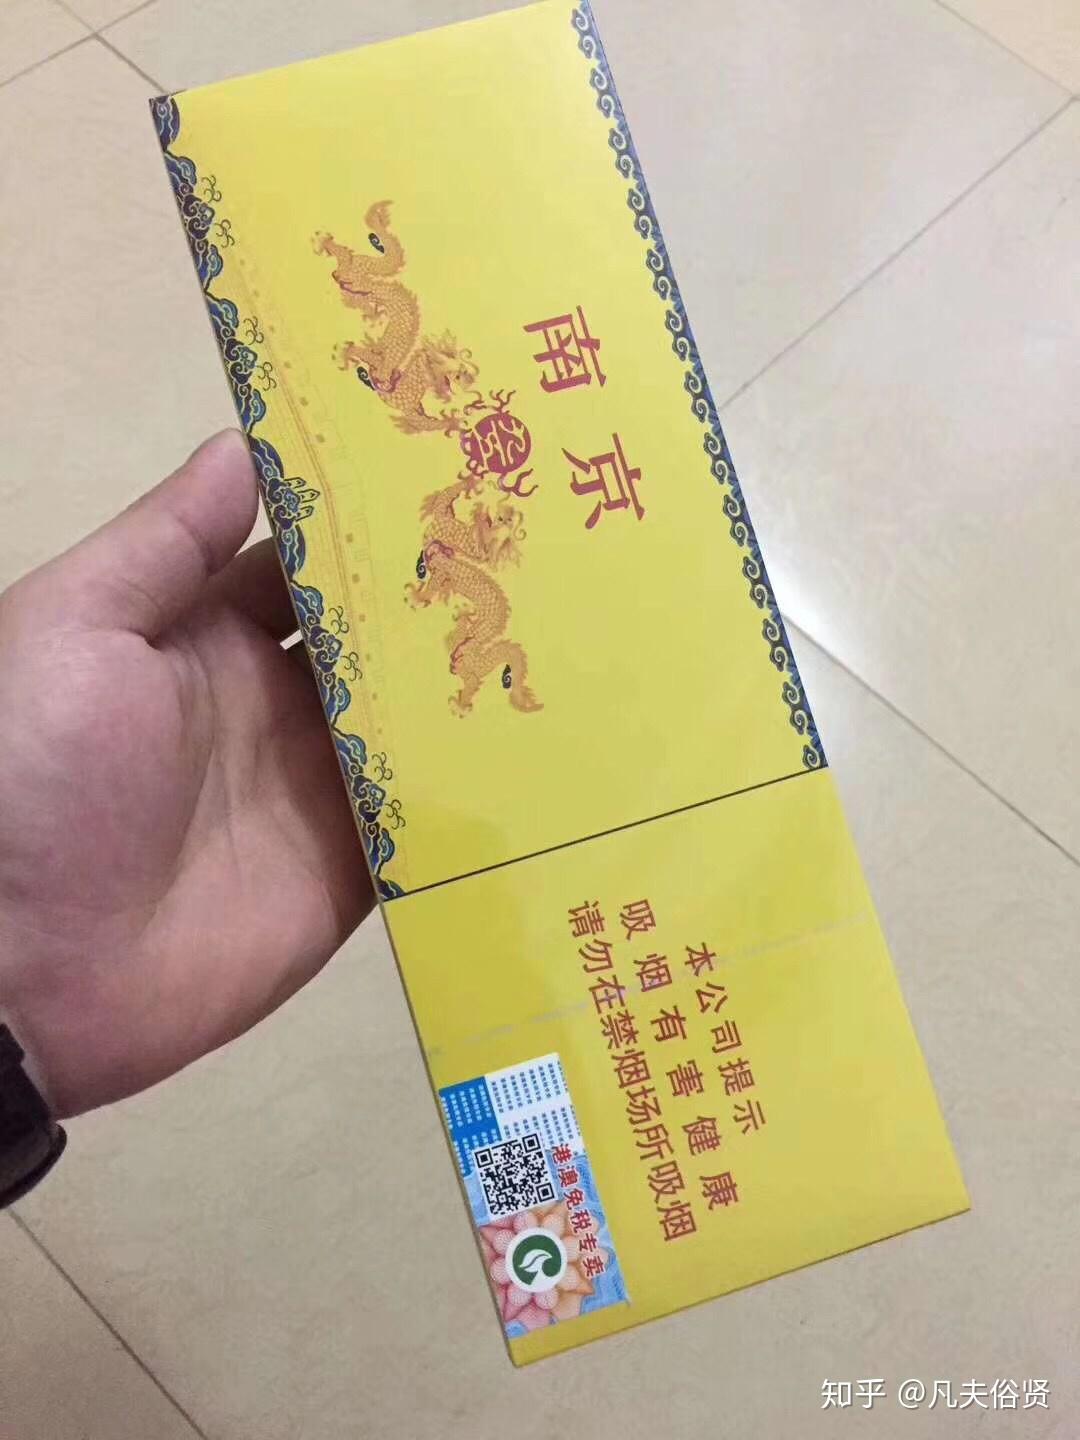 南京
本公司提示
吸烟有害健康
请勿在禁烟场所吸烟
港澳免税专卖
知乎 @凡夫俗贤